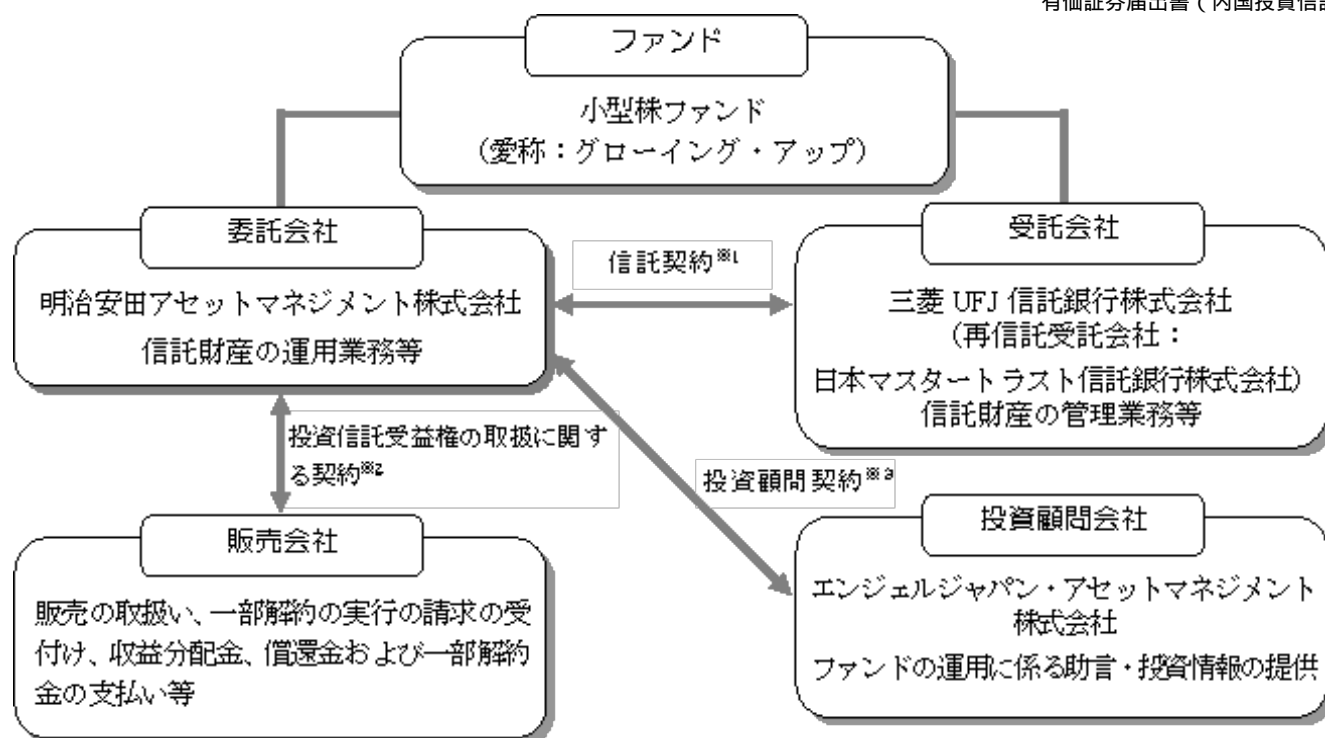 有価証券届出書(内国投資信託
ファンド
小型株ファンド
(愛称:グローイング・アップ)
委託会社
明治安田アセットマネジメント株式会社
信託財産の運用業務等
信託契約※1
受託会社
三菱 UFJ 信託銀行株式会社
(再信託受託会社:
日本マスタートラスト信託銀行株式会社)
信託財産の管理業務等
投資信託受益権の取扱に関す
る契約※2
投資顧問契約※3
販売会社
販売の取扱い、一部解約の実行の請求の受
付け、収益分配金、償還金および一部解約
金の支払い等
投資顧問会社
エンジェルジャパン・アセットマネジメント
株式会社
ファンドの運用に係る助言・投資情報の提供